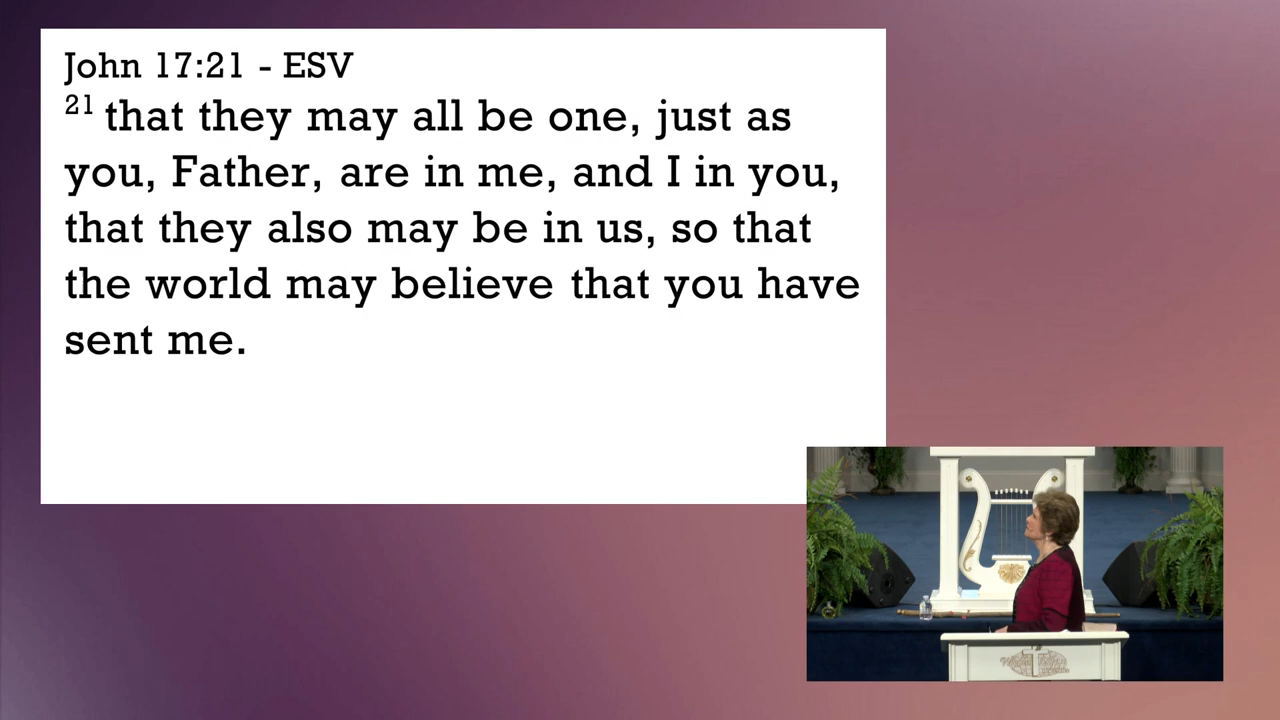 John 17:21 - ESV
21 that they may all be one, just as
you, Father, are in me, and I in you,
that they also may be in us, so that
the world may believe that you have
sent me.